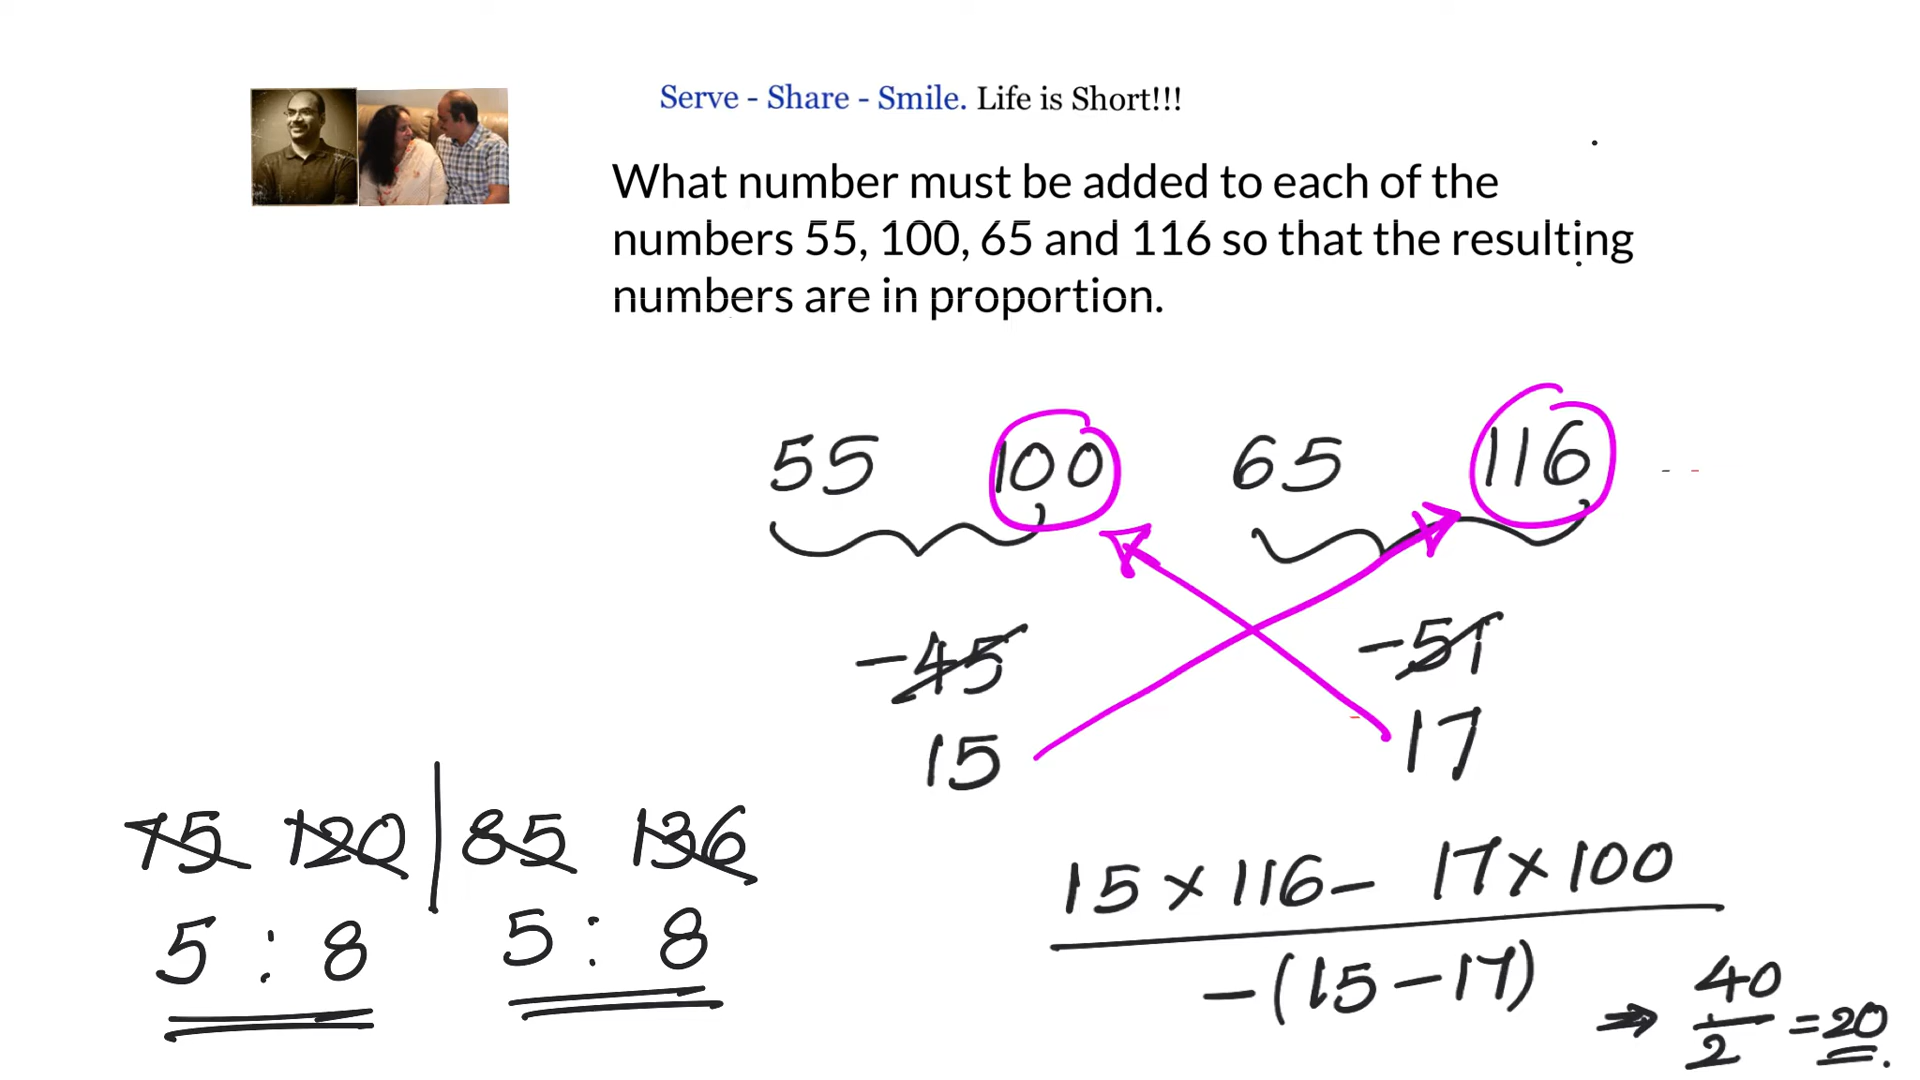 Serve - Share - Smile. Life is Short!!!
What number must be added to each of the
numbers 55, 100, 65 and 116 so that the resulting
numbers are in proportion.
55 100 65 116
-45 -51
15 17
75 120 | 85 136
5 : 8 5 : 8
15 × 116 - 17 × 100
-(15-17)
⇒ 40/2 = 20.